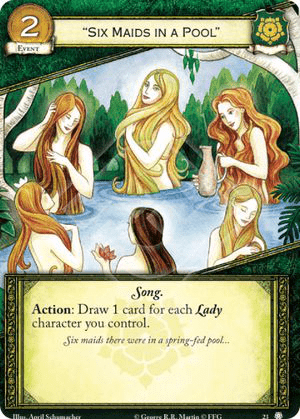 2
"Six Maids in a Pool"
Event
Song.
Action: Draw 1 card for each Lady
character you control.
Six maids there were in a spring-fed pool...
Illus. April Schumacher
© George R.R. Martin © FFG
21